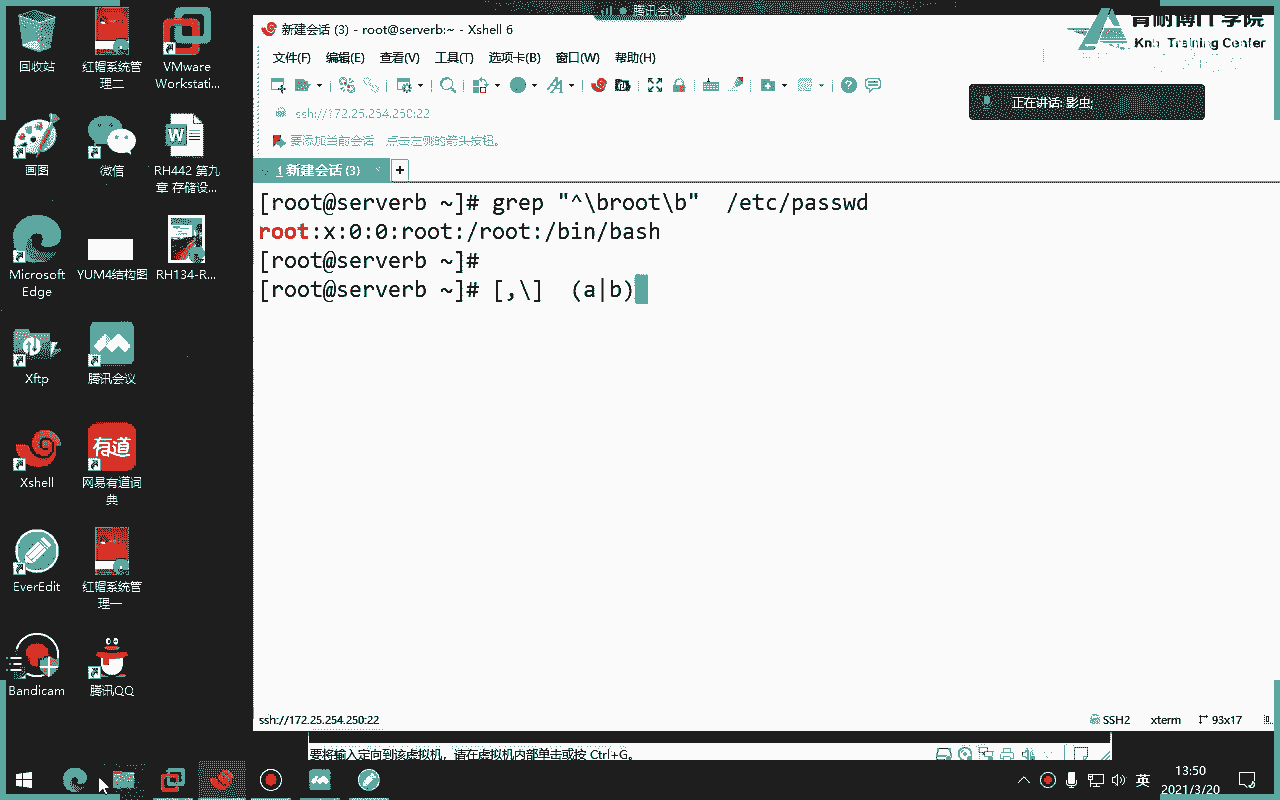 腾讯会议
回收站
红帽系统管
理二
VMware
Workstati...
画图
微信
RH442 第九
章 存储设...
Microsoft
Edge
YUM4结构图
RH134-R...
Xftp
腾讯会议
Xshell
网易有道词
典
有道
EverEdit
红帽系统管
理一
Bandicam
腾讯QQ
新建会话 (3) - root@serverb:~ - Xshell 6
文件(F) 编辑(E) 查看(V) 工具(T) 选项卡(B) 窗口(W) 帮助(H)
ssh://172.25.254.250:22
要添加当前会话，点击左侧的箭头按钮。
1 新建会话 (3)
[root@serverb ~]# grep "^\broot\b"  /etc/passwd
root:x:0:0:root:/root:/bin/bash
[root@serverb ~]#
[root@serverb ~]# [,\]  (a|b)
Training Center
正在讲话: 影虫;
ssh://172.25.254.250:22
SSH2
xterm
93x17
要将输入定向到该虚拟机，请在虚拟机内部单击或按 Ctrl+G。
英
13:50
2021/3/20